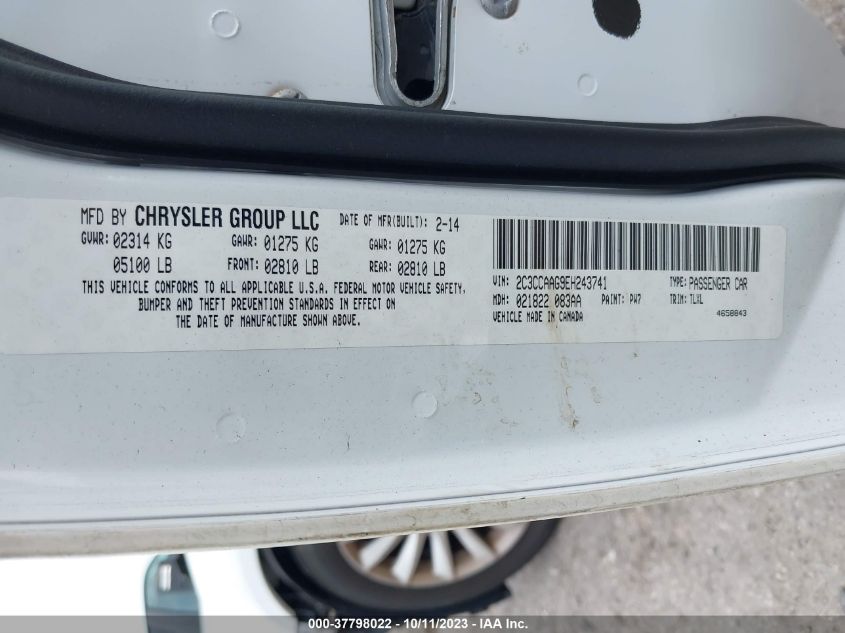 MFD BY CHRYSLER GROUP LLC DATE OF MFR(BUILT): 2-14
GVWR: 02314 KG GAWR: 01275 KG GAWR: 01275 KG
05100 LB FRONT: 02810 LB REAR: 02810 LB
THIS VEHICLE CONFORMS TO ALL APPLICABLE U.S.A. FEDERAL MOTOR VEHICLE SAFETY,
BUMPER AND THEFT PREVENTION STANDARDS IN EFFECT ON
THE DATE OF MANUFACTURE SHOWN ABOVE.
VIN: 2C3CCAAG9EH243741 TYPE: PASSENGER CAR
MDH: 021822 083AA PAINT: PW7 TRIM: TLXL
VEHICLE MADE IN CANADA 4658843
000-37798022 - 10/11/2023 - IAA Inc.